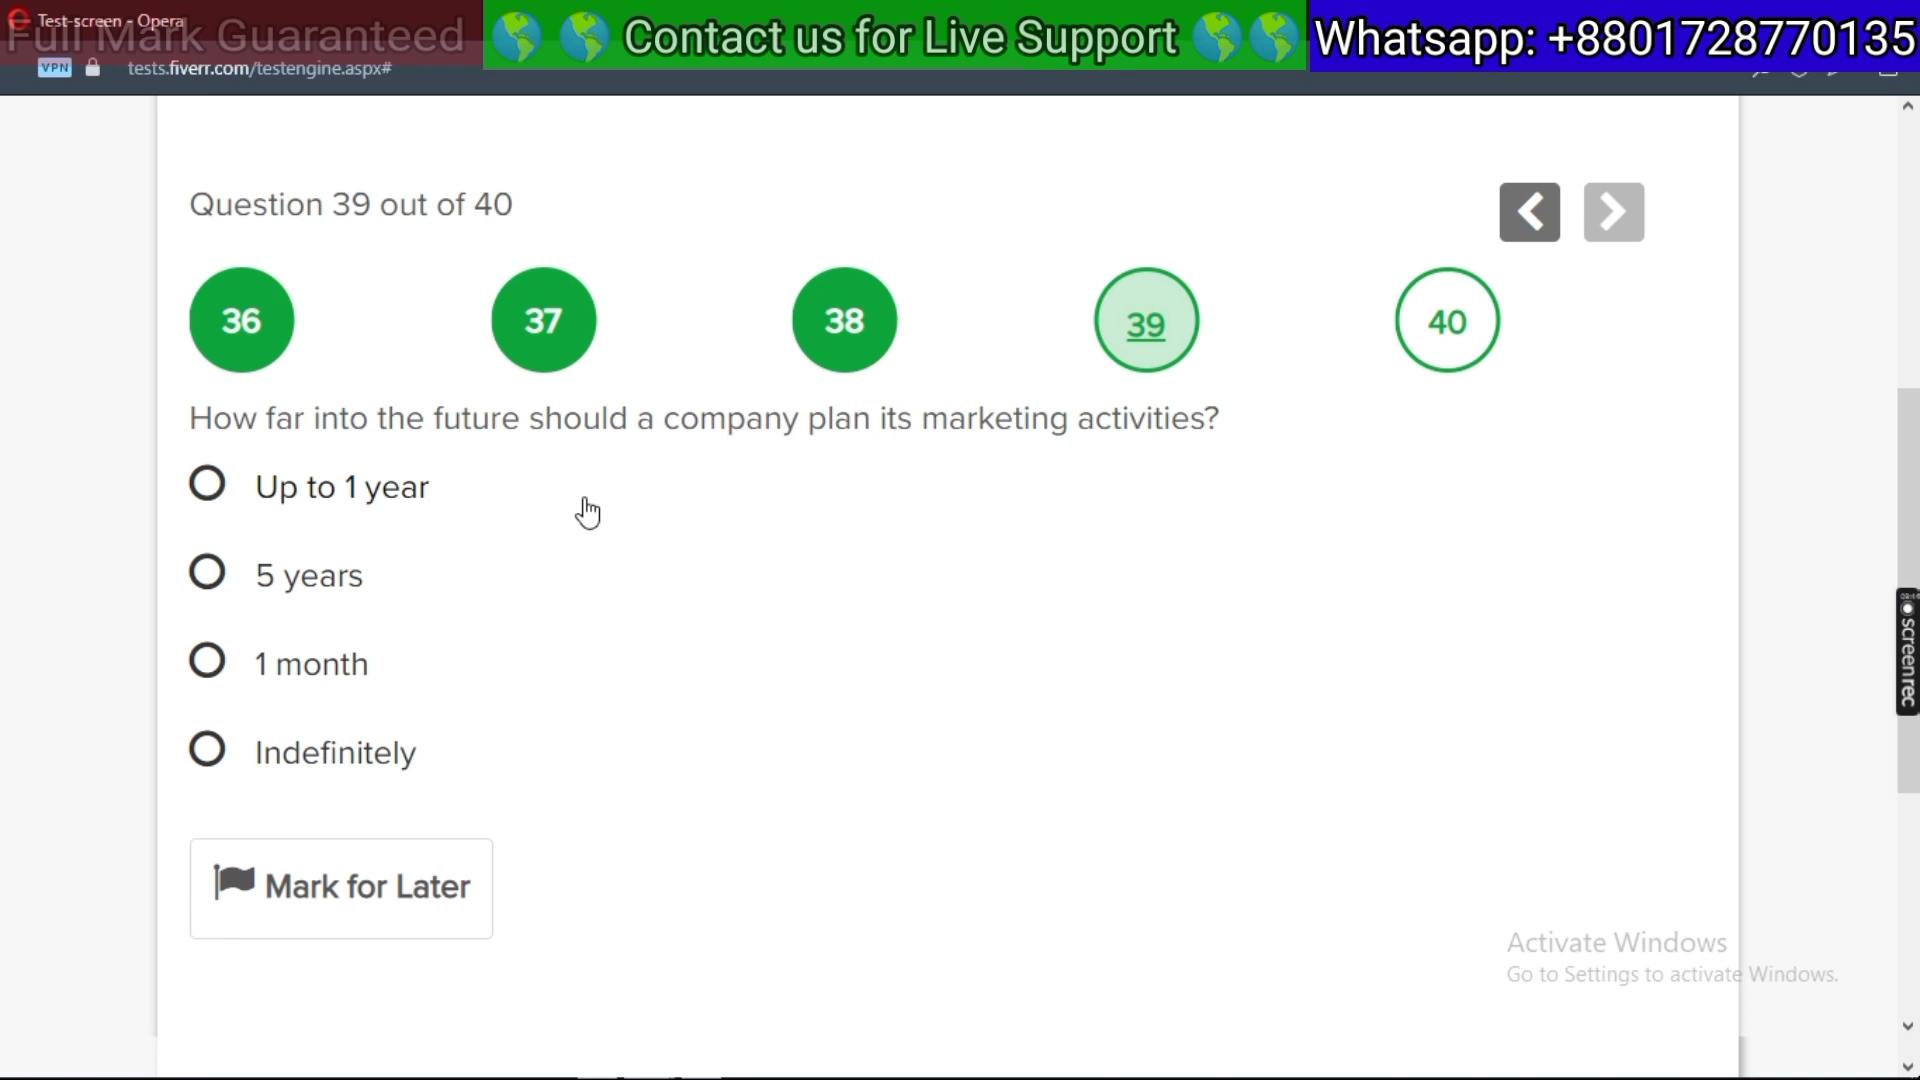 Test-screen - Opera
Full Mark Guaranteed
Contact us for Live Support
Whatsapp: +8801728770135
VPN
tests.fiverr.com/testengine.aspx#
Question 39 out of 40
36
37
38
39
40
How far into the future should a company plan its marketing activities?
Up to 1 year
5 years
1 month
Indefinitely
Mark for Later
screenrec
Activate Windows
Go to Settings to activate Windows.